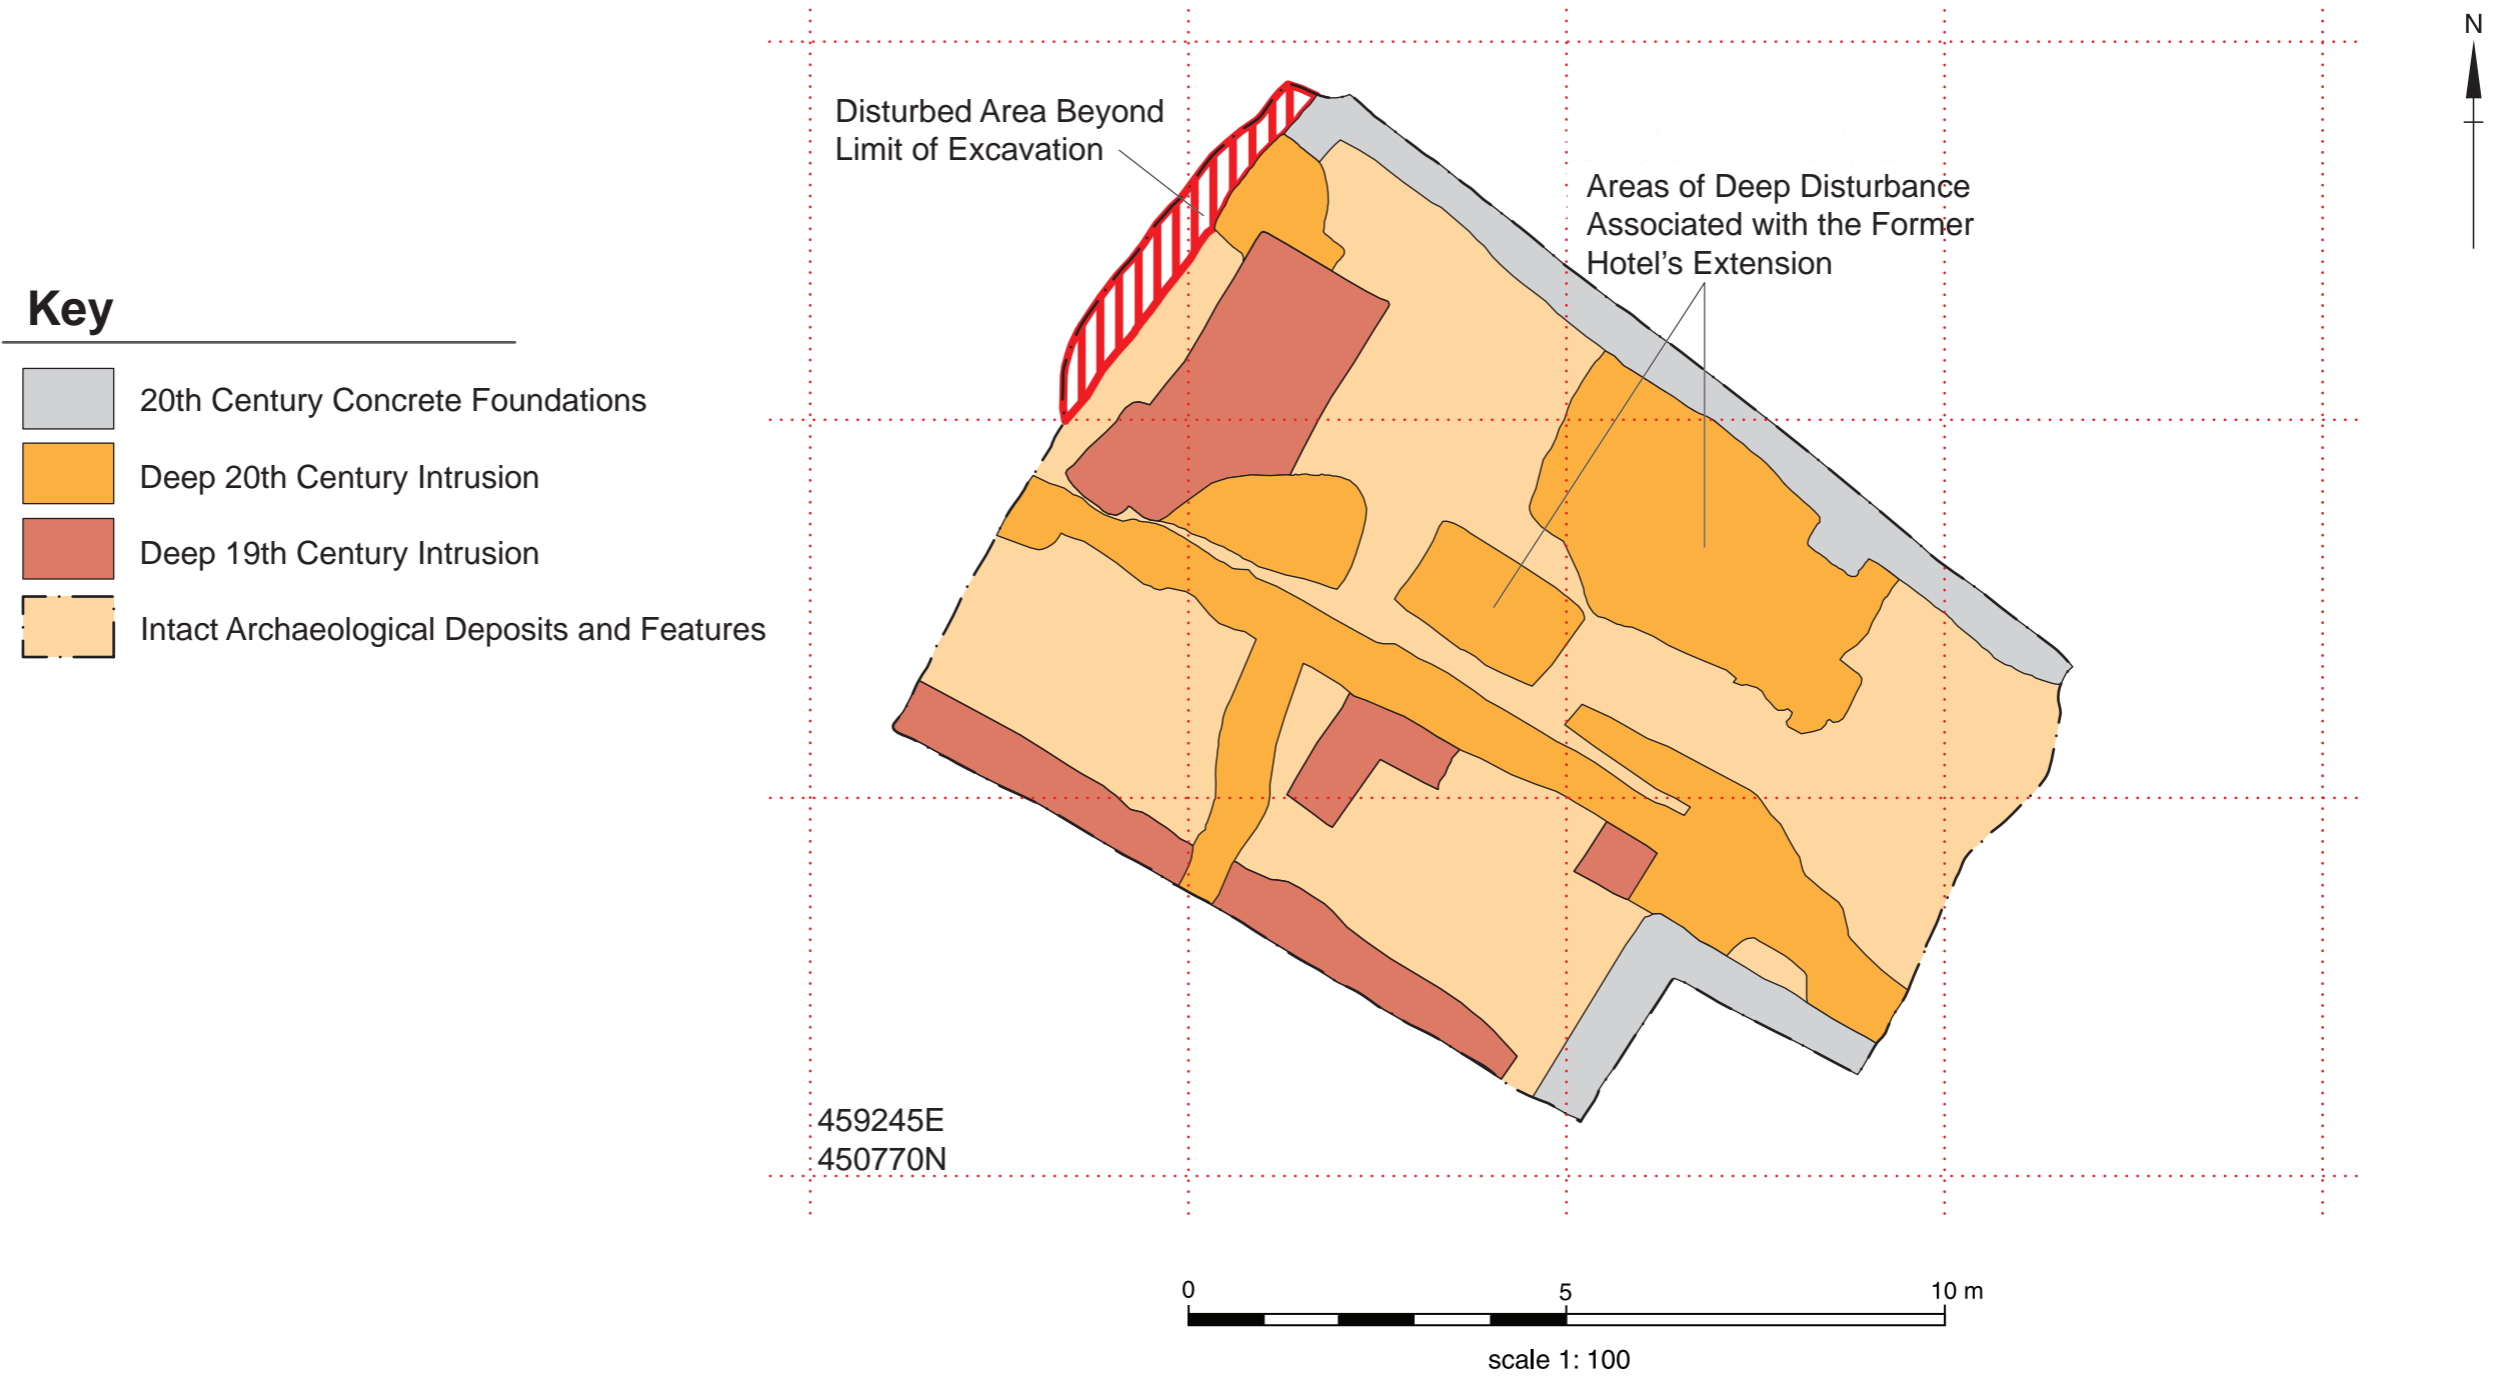 N
Disturbed Area Beyond
Limit of Excavation
Areas of Deep Disturbance
Associated with the Former
Hotel’s Extension
Key
20th Century Concrete Foundations
Deep 20th Century Intrusion
Deep 19th Century Intrusion
Intact Archaeological Deposits and Features
459245E
450770N
0 5 10 m
scale 1: 100